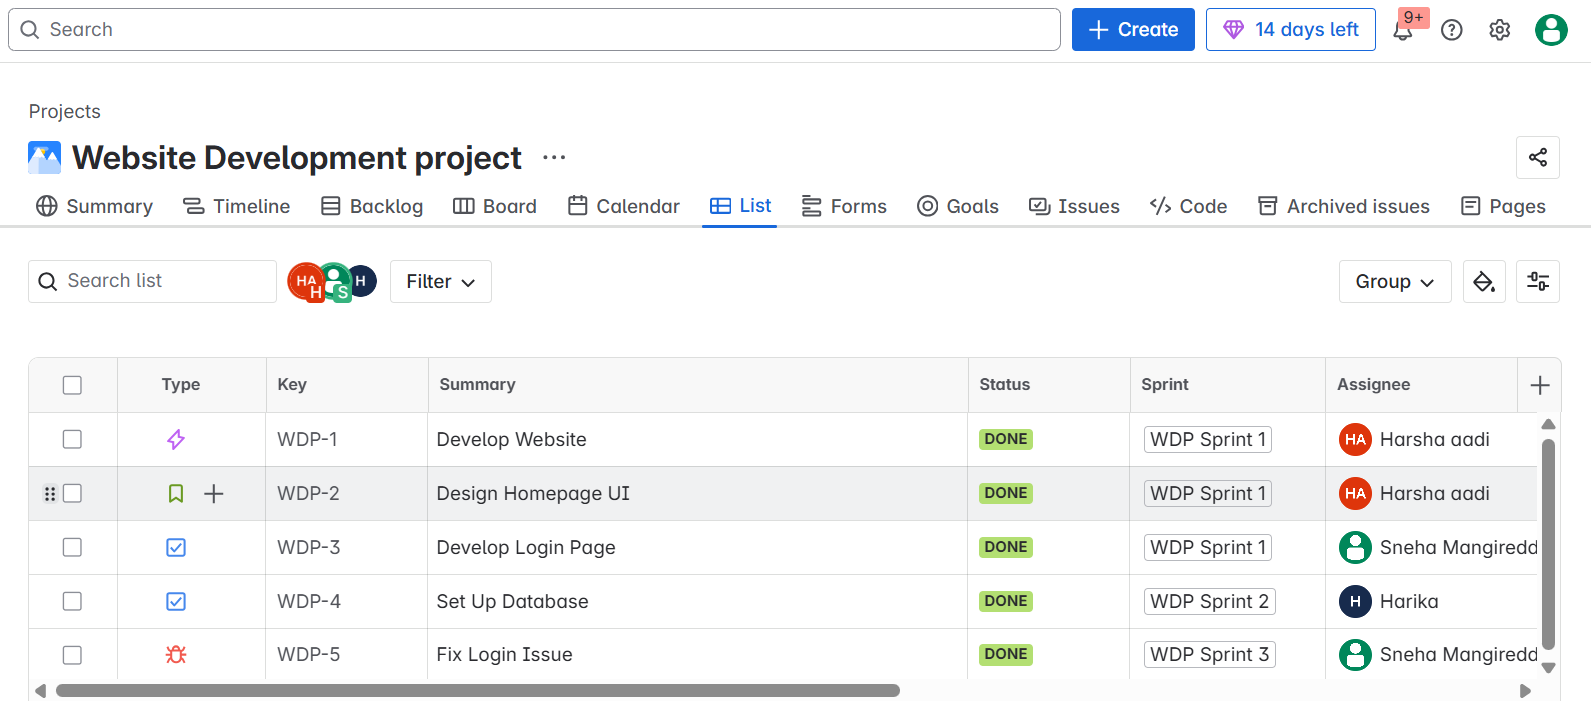 Search
Create
14 days left
9+
Projects
Website Development project
Summary
Timeline
Backlog
Board
Calendar
List
Forms
Goals
Issues
Code
Archived issues
Pages
Search list
HA
H
S
H
Filter
Group
Type Key Summary Status Sprint Assignee
WDP-1 Develop Website DONE WDP Sprint 1 HA Harsha aadi
WDP-2 Design Homepage UI DONE WDP Sprint 1 HA Harsha aadi
WDP-3 Develop Login Page DONE WDP Sprint 1 Sneha Mangiredd
WDP-4 Set Up Database DONE WDP Sprint 2 H Harika
WDP-5 Fix Login Issue DONE WDP Sprint 3 Sneha Mangiredd